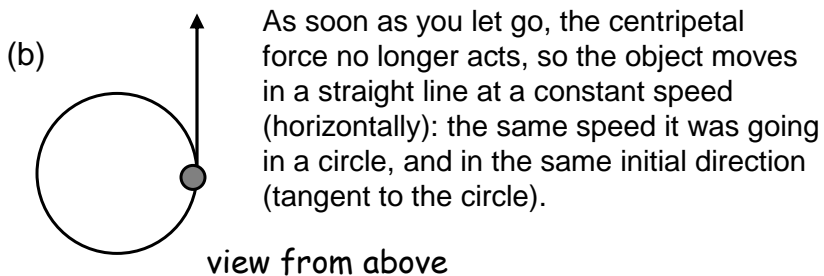 (b)
As soon as you let go, the centripetal
force no longer acts, so the object moves
in a straight line at a constant speed
(horizontally): the same speed it was going
in a circle, and in the same initial direction
(tangent to the circle).
view from above